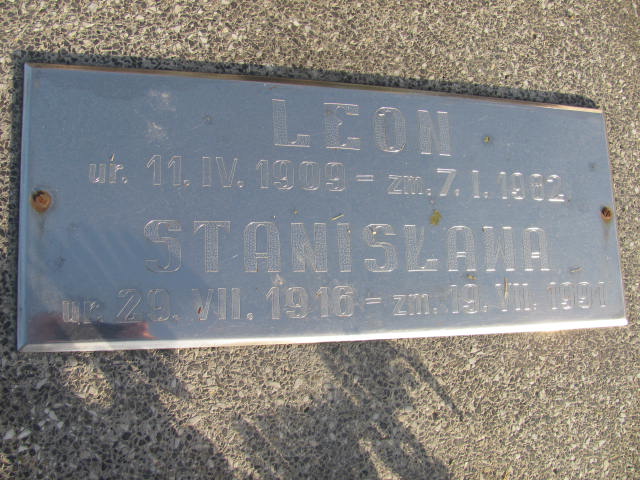 LEON
ur. 11. IV. 1909 - zm. 7. I. 1982
STANISŁAWA
ur. 29. VII. 1916 - zm. 19. VII. 1991